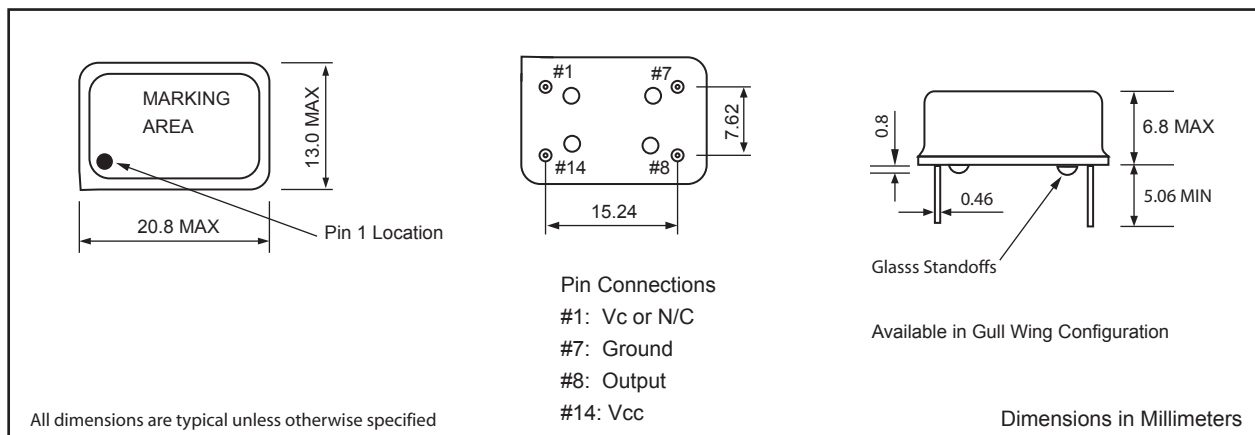 MARKING
AREA
13.0 MAX
20.8 MAX
Pin 1 Location
#1
#7
#14
#8
7.62
15.24
Pin Connections
#1: Vc or N/C
#7: Ground
#8: Output
#14: Vcc
0.8
6.8 MAX
0.46
5.06 MIN
Glasss Standoffs
Available in Gull Wing Configuration
All dimensions are typical unless otherwise specified
Dimensions in Millimeters